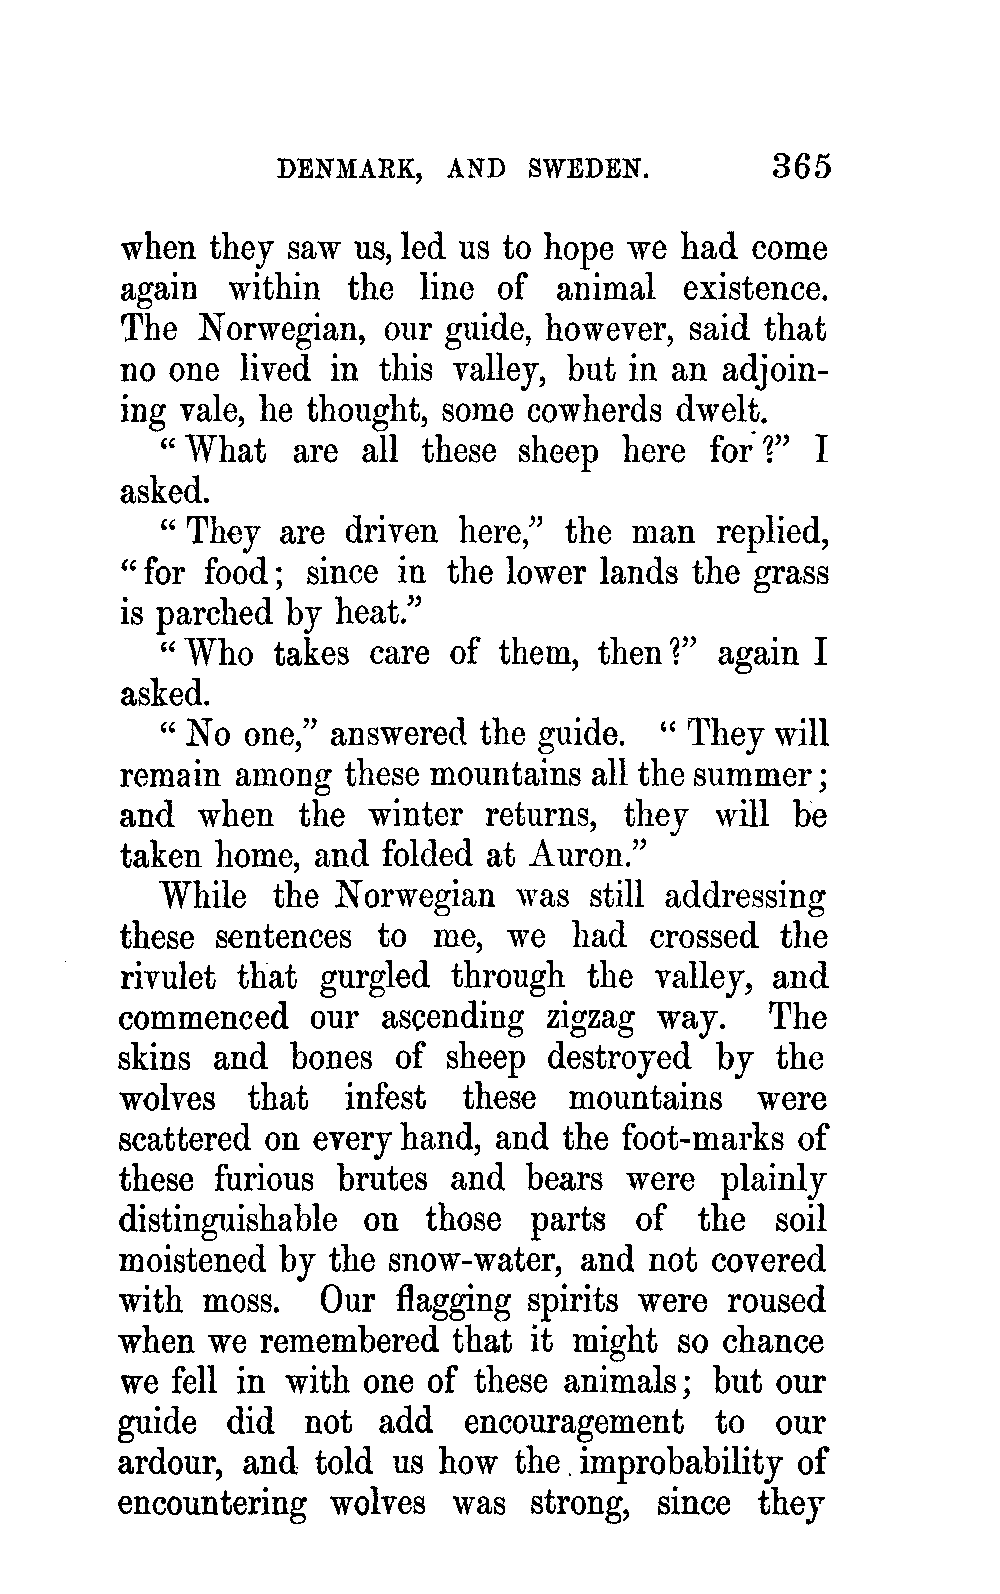 DENMARK, AND SWEDEN. 365
when they saw us, led us to hope we had come
again within the line of animal existence.
The Norwegian, our guide, however, said that
no one lived in this valley, but in an adjoin-
ing vale, he thought, some cowherds dwelt.
“What are all these sheep here for?” I
asked.
“They are driven here,” the man replied,
“for food; since in the lower lands the grass
is parched by heat.”
“Who takes care of them, then?” again I
asked.
“No one,” answered the guide. “They will
remain among these mountains all the summer;
and when the winter returns, they will be
taken home, and folded at Auron.”
While the Norwegian was still addressing
these sentences to me, we had crossed the
rivulet that gurgled through the valley, and
commenced our ascending zigzag way. The
skins and bones of sheep destroyed by the
wolves that infest these mountains were
scattered on every hand, and the foot-marks of
these furious brutes and bears were plainly
distinguishable on those parts of the soil
moistened by the snow-water, and not covered
with moss. Our flagging spirits were roused
when we remembered that it might so chance
we fell in with one of these animals; but our
guide did not add encouragement to our
ardour, and told us how the improbability of
encountering wolves was strong, since they